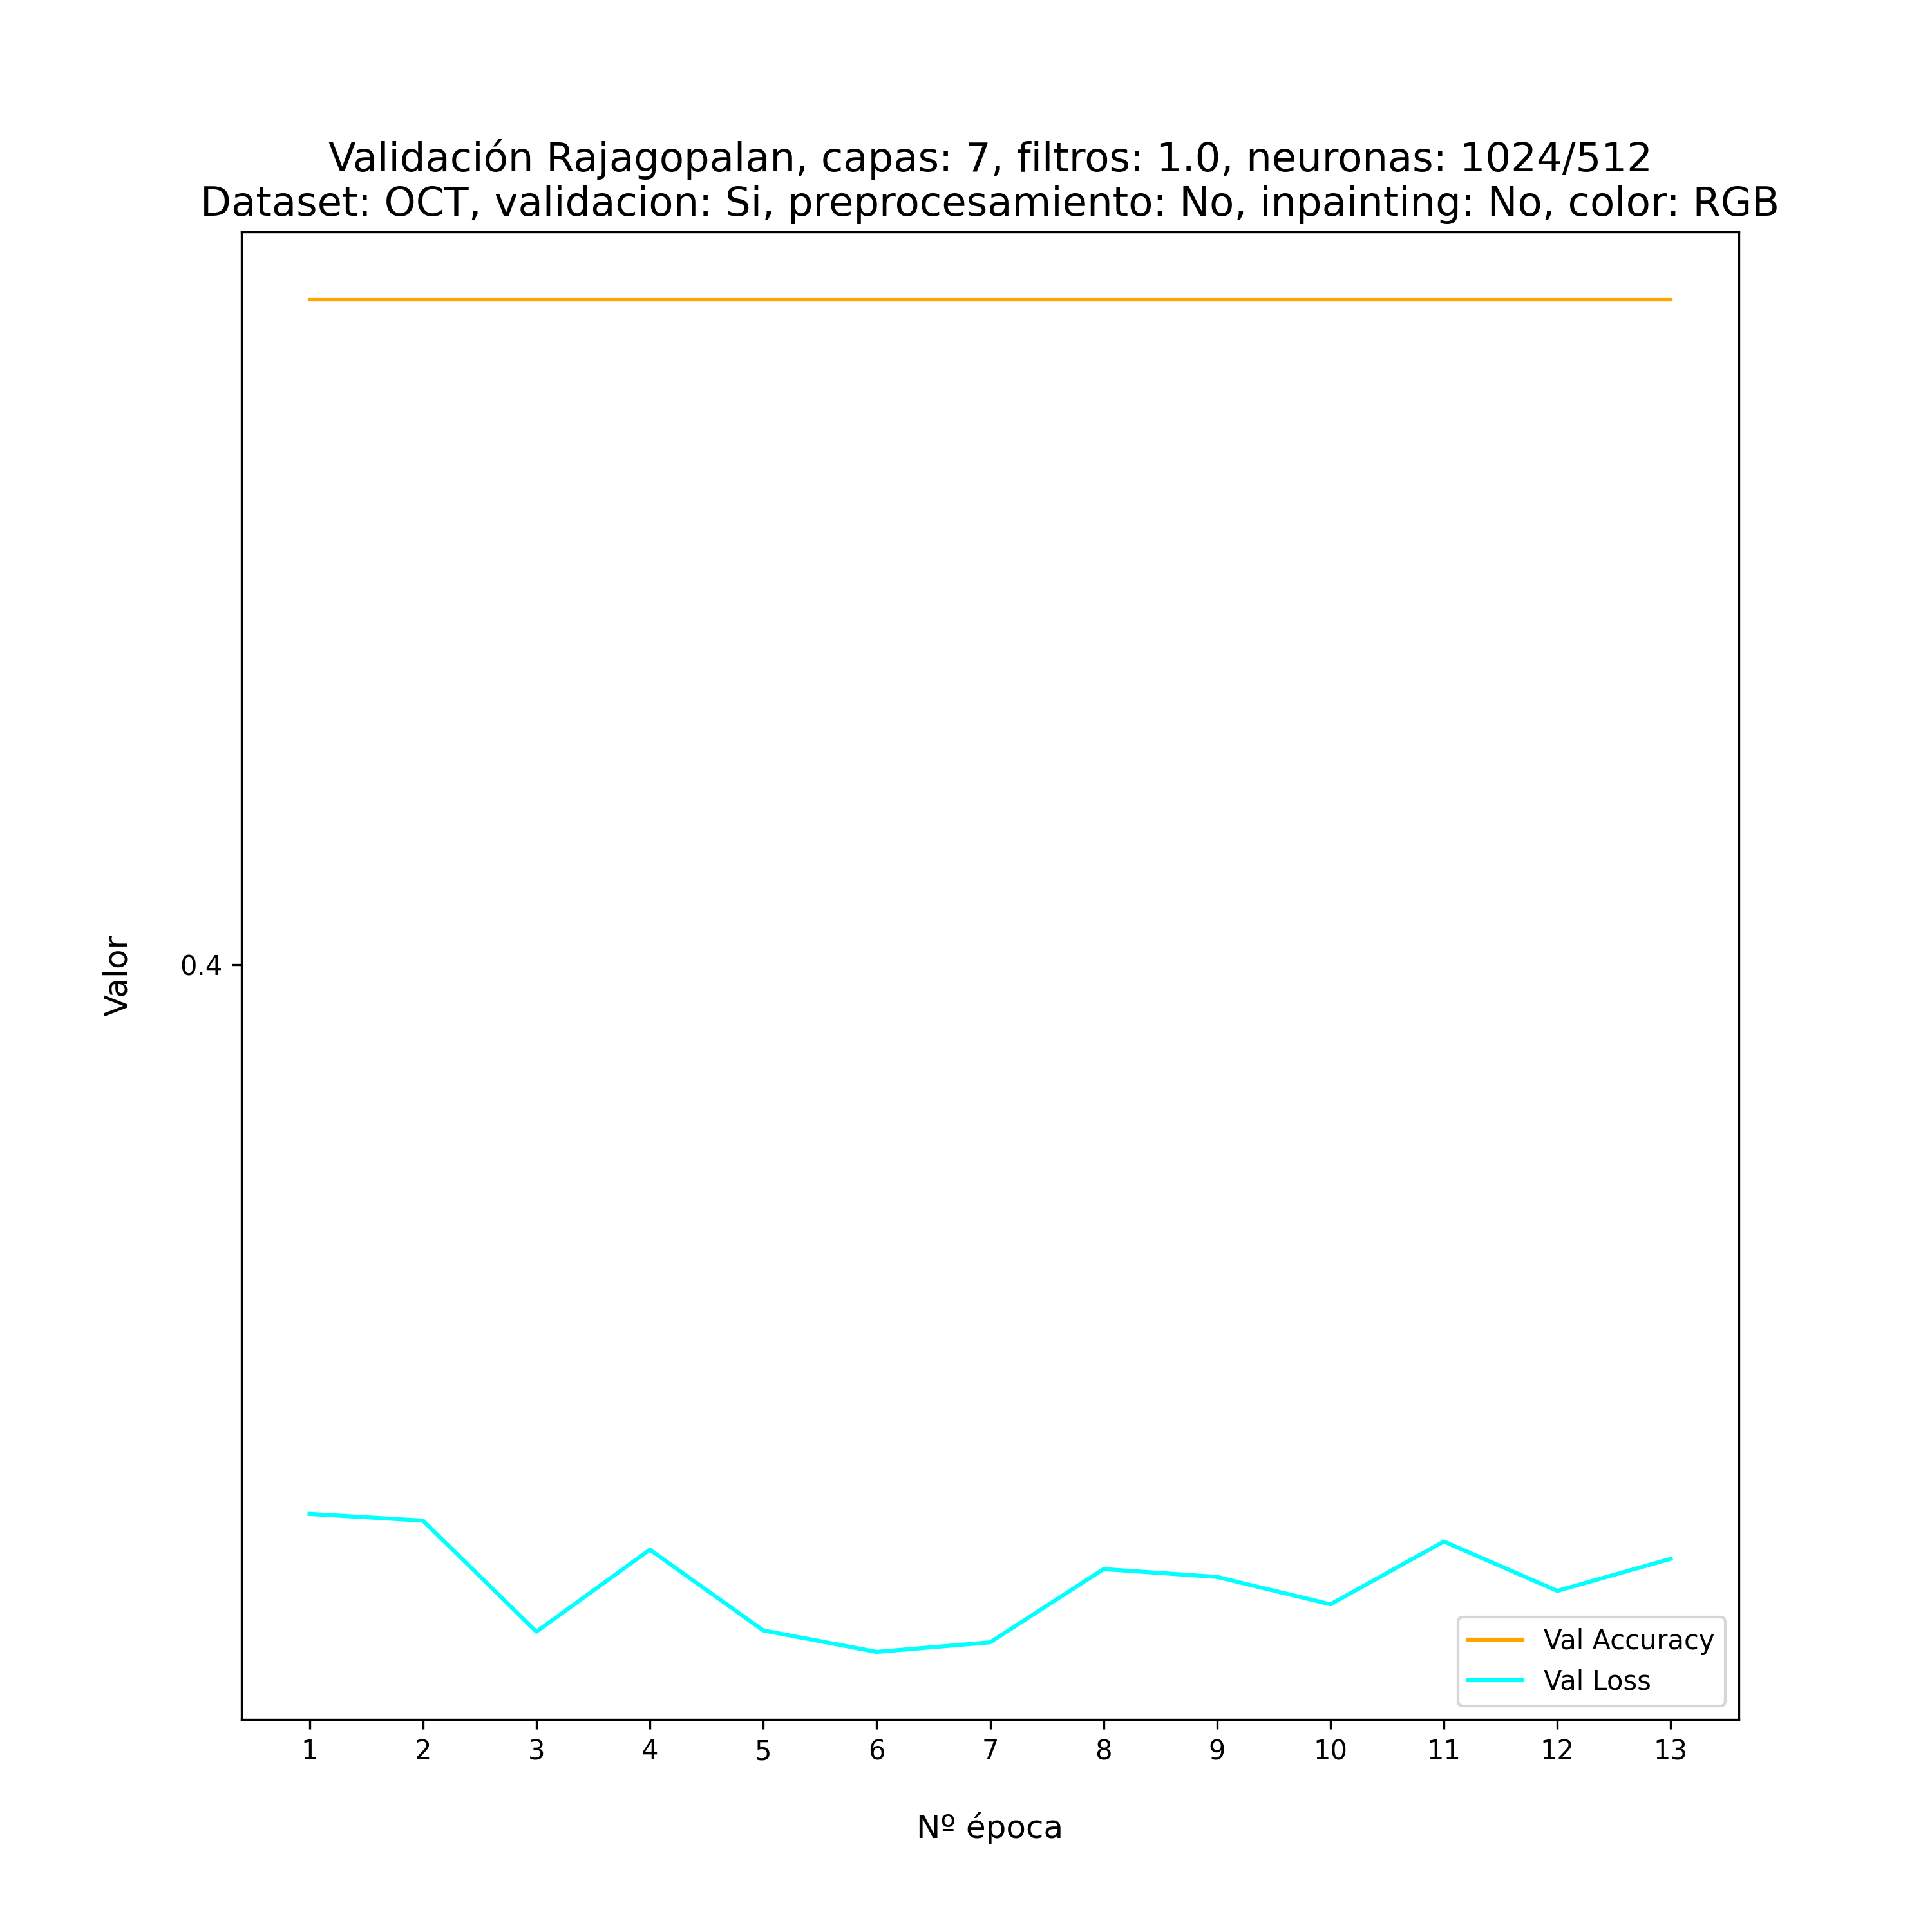 Validación Rajagopalan, capas: 7, filtros: 1.0, neuronas: 1024/512
Dataset: OCT, validacion: Si, preprocesamiento: No, inpainting: No, color: RGB
Valor
0.4
Val Accuracy
Val Loss
1 2 3 4 5 6 7 8 9 10 11 12 13
Nº época